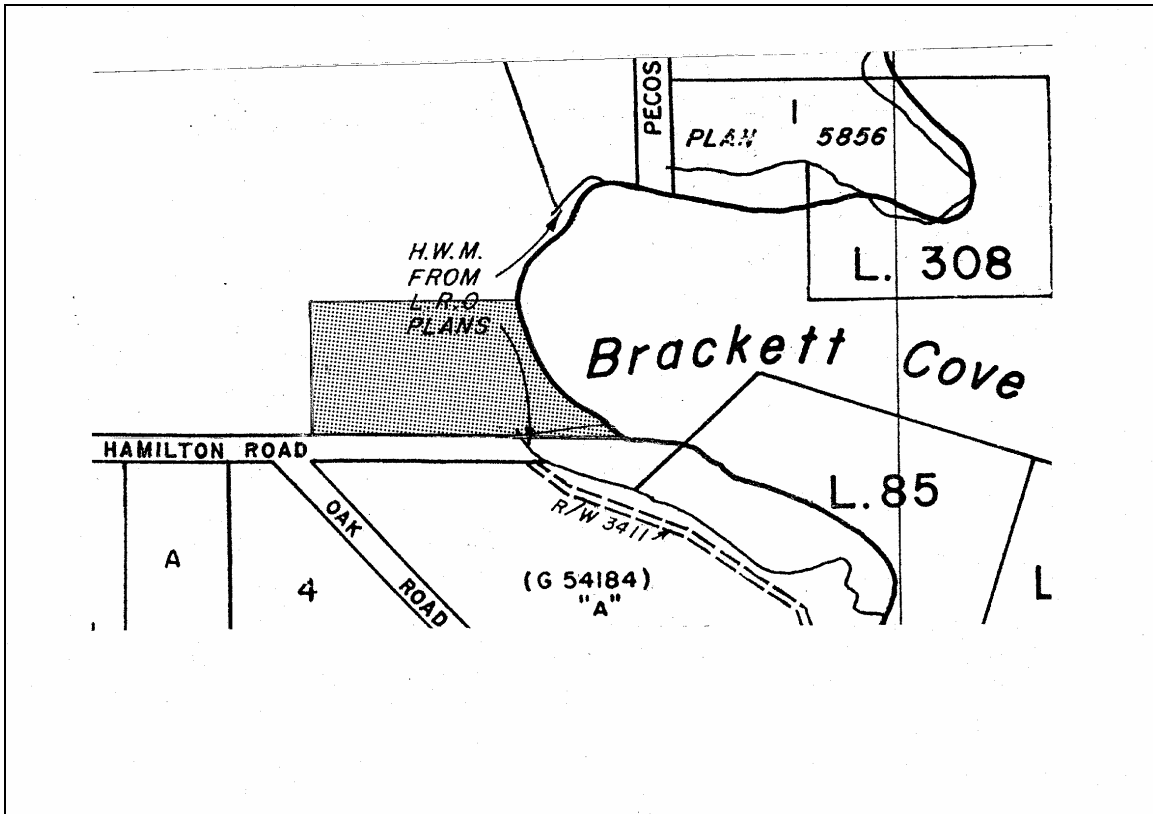 PECOS
I
PLAN 5856
H.W.M.
FROM
L.R.O
PLANS
L. 308
Brackett Cove
HAMILTON ROAD
L.85
OAK ROAD
R/W 3411
A
4
(G 54184)
"A"
L